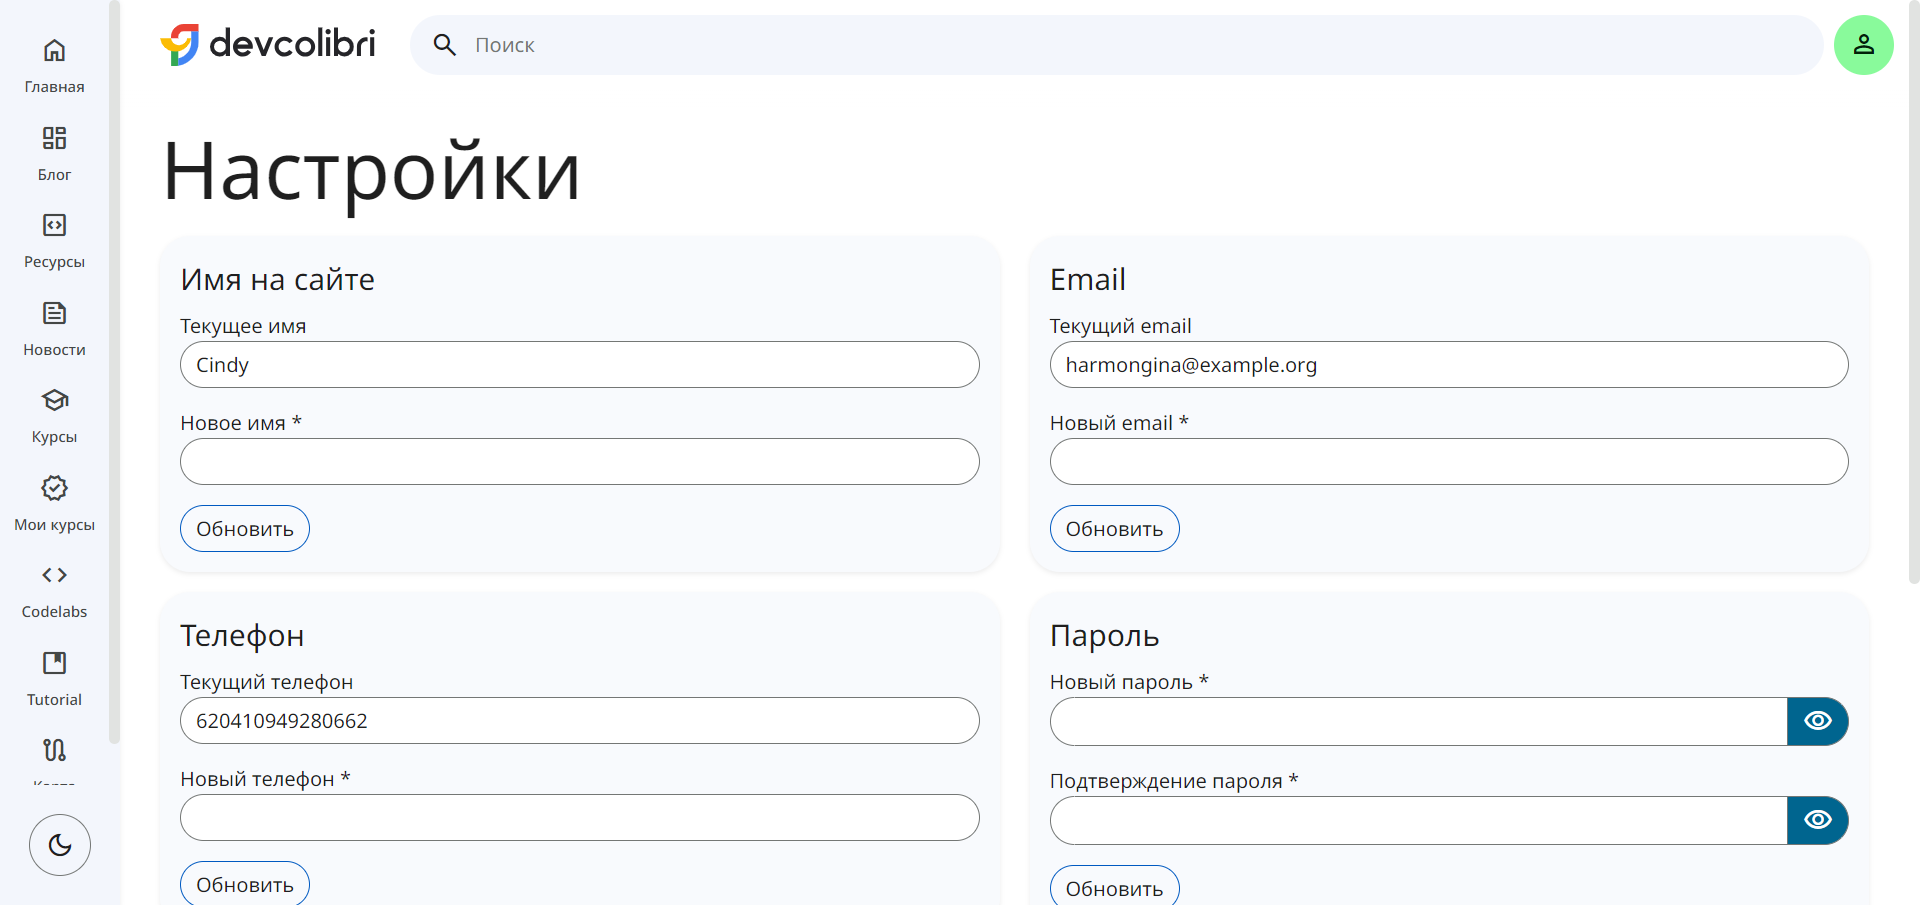 devcolibri
Поиск
Главная
Блог
Ресурсы
Новости
Курсы
Мои курсы
Codelabs
Tutorial
Настройки
Имя на сайте
Текущее имя
Cindy
Новое имя *
Обновить
Email
Текущий email
harmongina@example.org
Новый email *
Обновить
Телефон
Текущий телефон
620410949280662
Новый телефон *
Обновить
Пароль
Новый пароль *
Подтверждение пароля *
Обновить